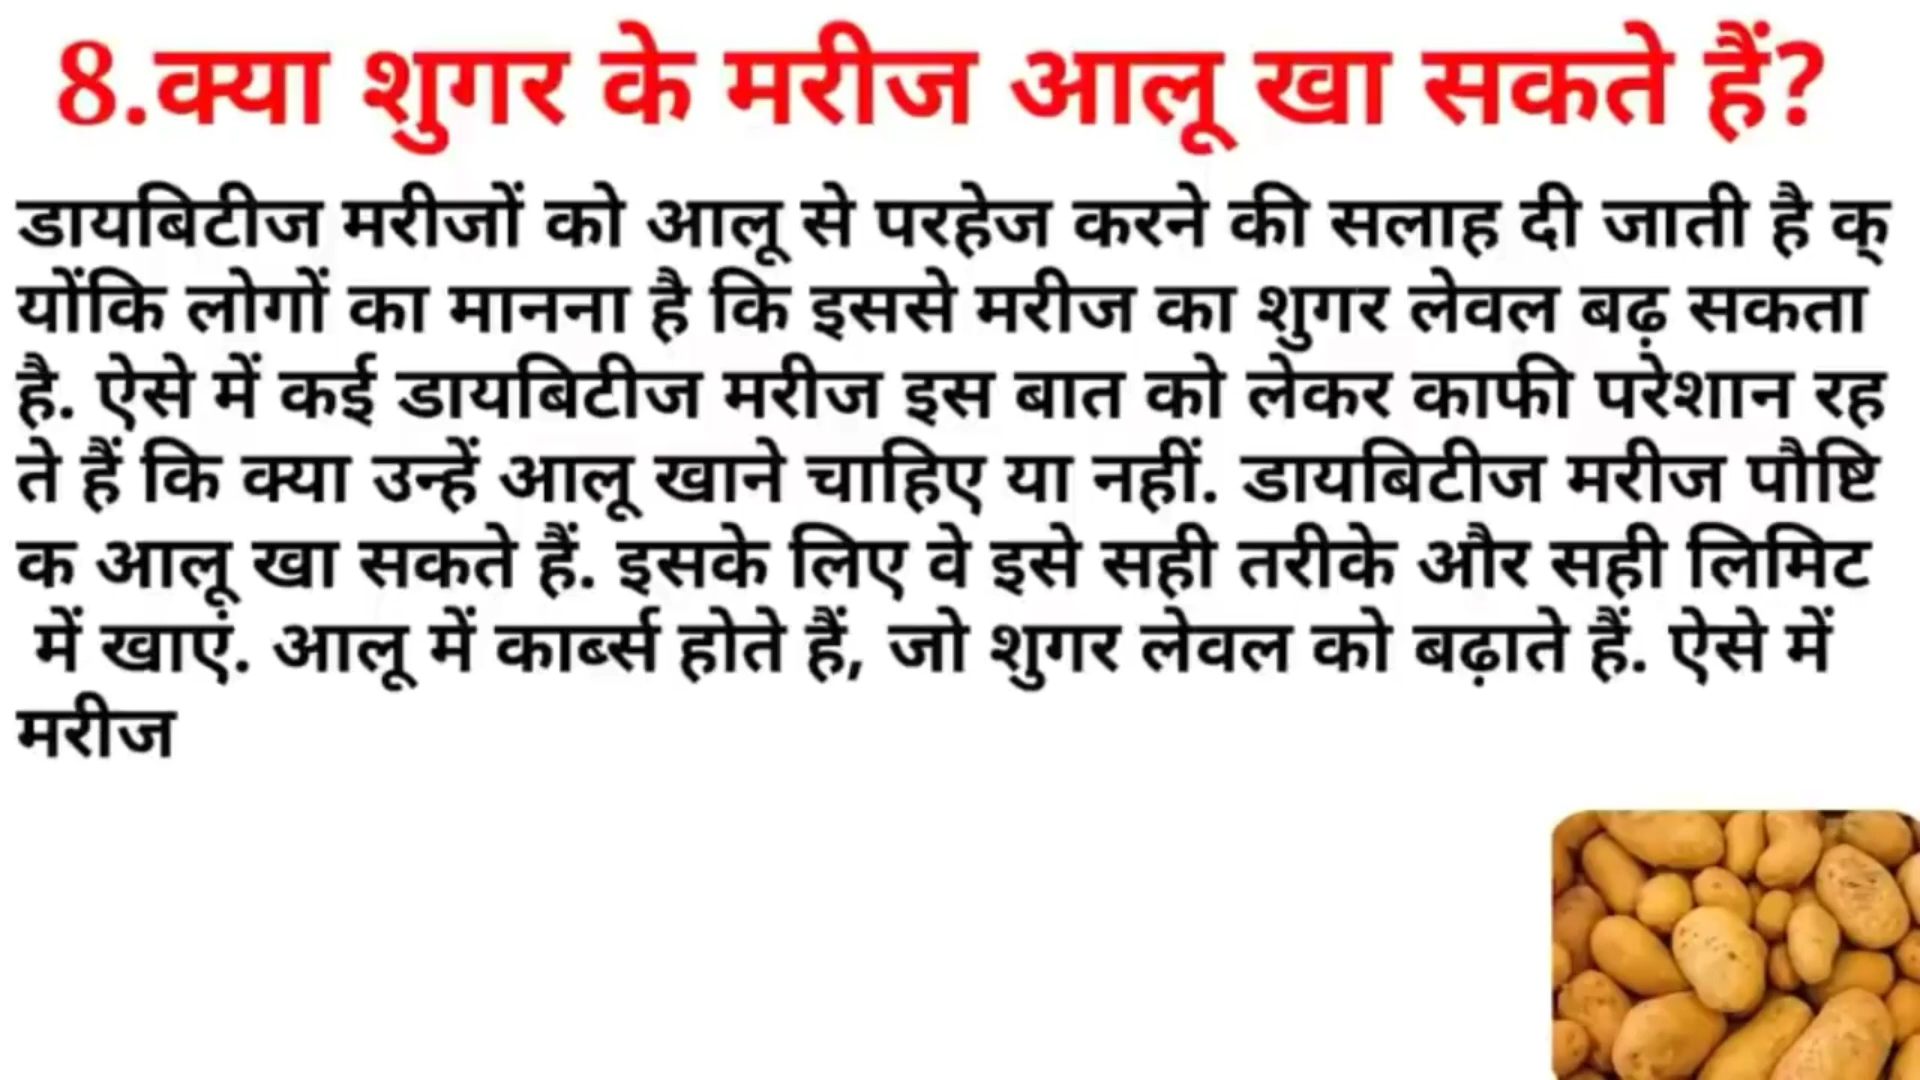 8.क्या शुगर के मरीज आलू खा सकते हैं?
डायबिटीज मरीजों को आलू से परहेज करने की सलाह दी जाती है क्
योंकि लोगों का मानना है कि इससे मरीज का शुगर लेवल बढ़ सकता
है. ऐसे में कई डायबिटीज मरीज इस बात को लेकर काफी परेशान रह
ते हैं कि क्या उन्हें आलू खाने चाहिए या नहीं. डायबिटीज मरीज पौष्टि
क आलू खा सकते हैं. इसके लिए वे इसे सही तरीके और सही लिमिट
में खाएं. आलू में कार्ब्स होते हैं, जो शुगर लेवल को बढ़ाते हैं. ऐसे में
मरीज